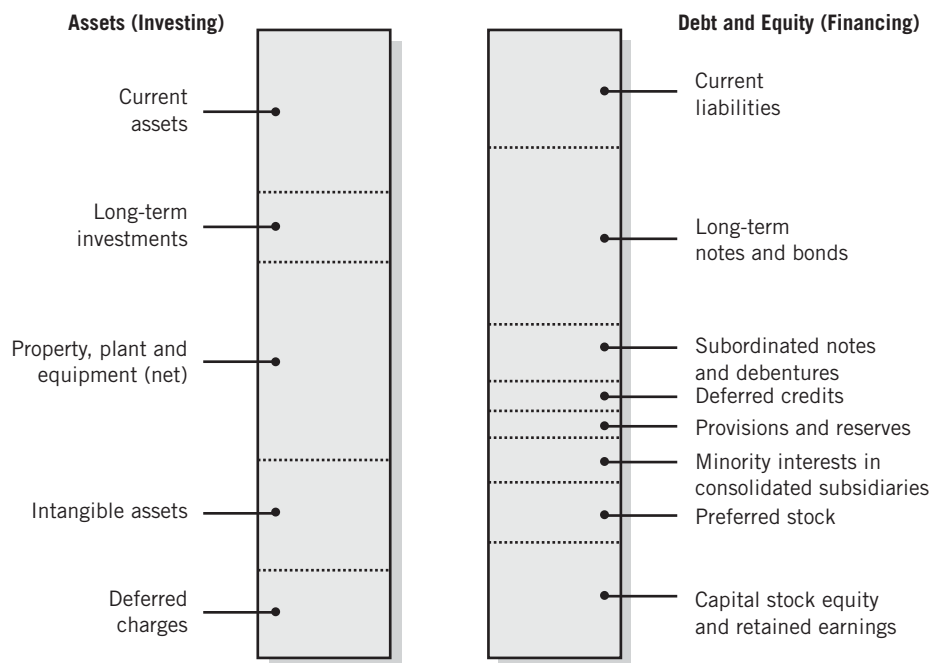 Assets (Investing)
Current
assets
Long-term
investments
Property, plant and
equipment (net)
Intangible assets
Deferred
charges
Debt and Equity (Financing)
Current
liabilities
Long-term
notes and bonds
Subordinated notes
and debentures
Deferred credits
Provisions and reserves
Minority interests in
consolidated subsidiaries
Preferred stock
Capital stock equity
and retained earnings